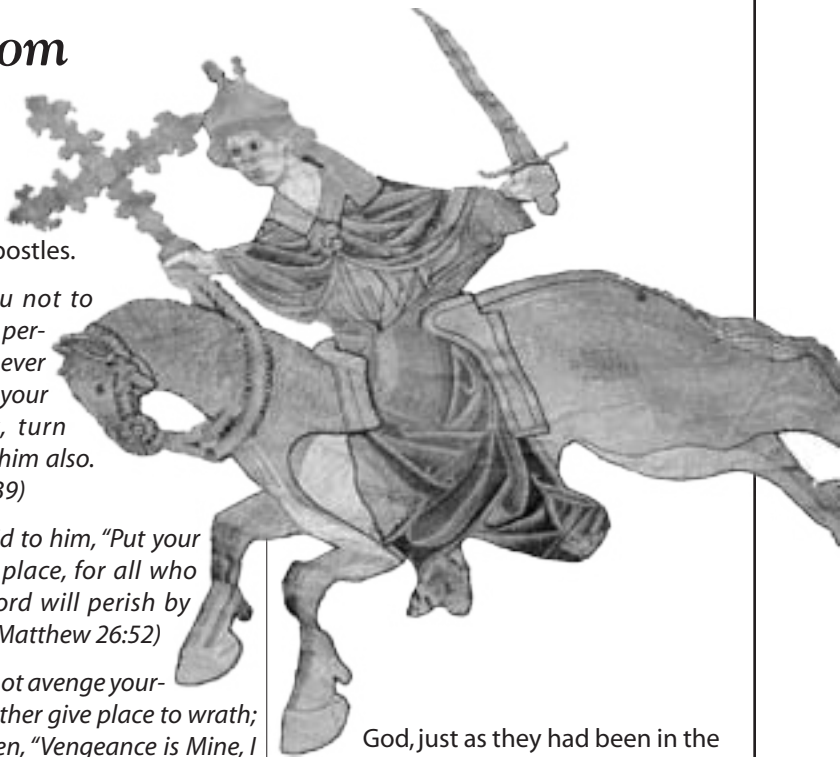 om
postles.
u not to
per-
ever
your
, turn
him also.
39)
d to him, “Put your
place, for all who
ord will perish by
Matthew 26:52)
ot avenge your-
ther give place to wrath;
en, “Vengeance is Mine, I
God, just as they had been in the